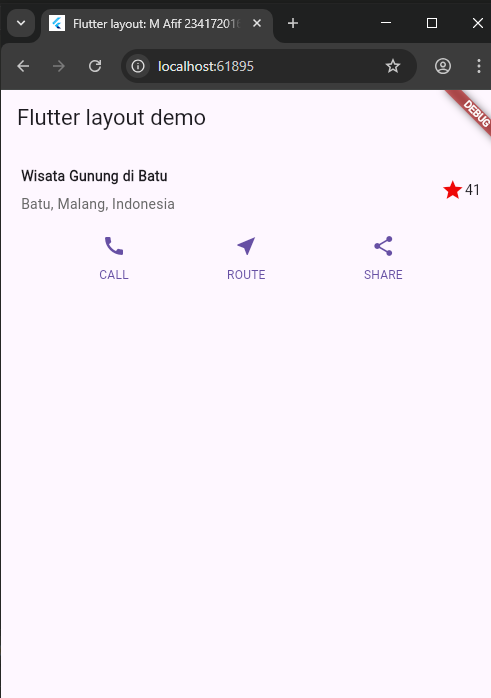 Flutter layout: M Afif 23417201
localhost:61895
DEBUG
Flutter layout demo
Wisata Gunung di Batu
Batu, Malang, Indonesia
41
CALL ROUTE SHARE